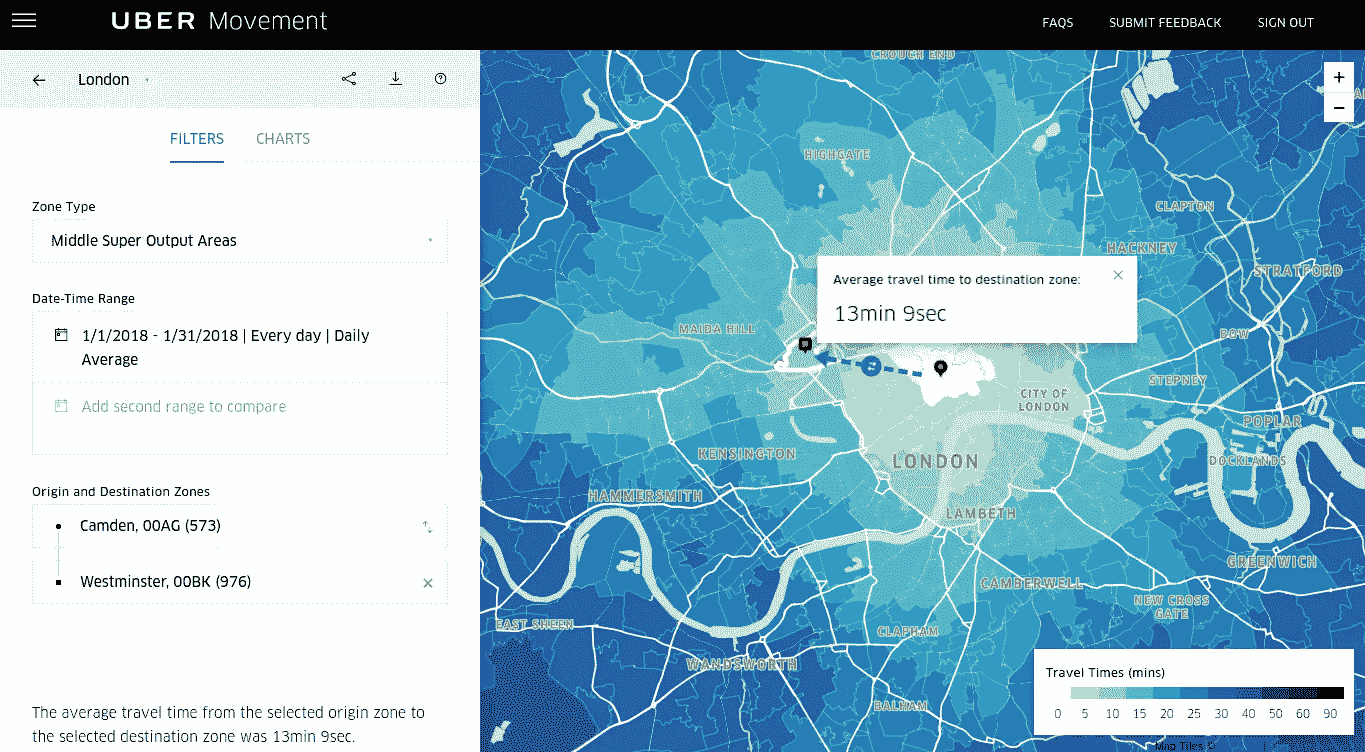 UBER Movement
FAQS
SUBMIT FEEDBACK
SIGN OUT
London
FILTERS
CHARTS
Zone Type
Middle Super Output Areas
Date-Time Range
1/1/2018 - 1/31/2018 | Every day | Daily
Average
Add second range to compare
Origin and Destination Zones
Camden, 00AG (573)
Westminster, 00BK (976)
The average travel time from the selected origin zone to
the selected destination zone was 13min 9sec.
CROUCH END
HIGHGATE
CLAPTON
HACKNEY
STRATFORD
Average travel time to destination zone:
13min 9sec
MAIDA HILL
BOW
STEPNEY
CITY OF
LONDON
POPLAR
KENSINGTON
LONDON
DOCKLANDS
HAMMERSMITH
LAMBETH
GREENWICH
CAMBERWELL
NEW CROSS
GATE
EAST SHEEN
CLAPHAM
WANDSWORTH
BALHAM
+
−
Travel Times (mins)
0 5 10 15 20 25 30 40 50 60 90
Map Tiles ©